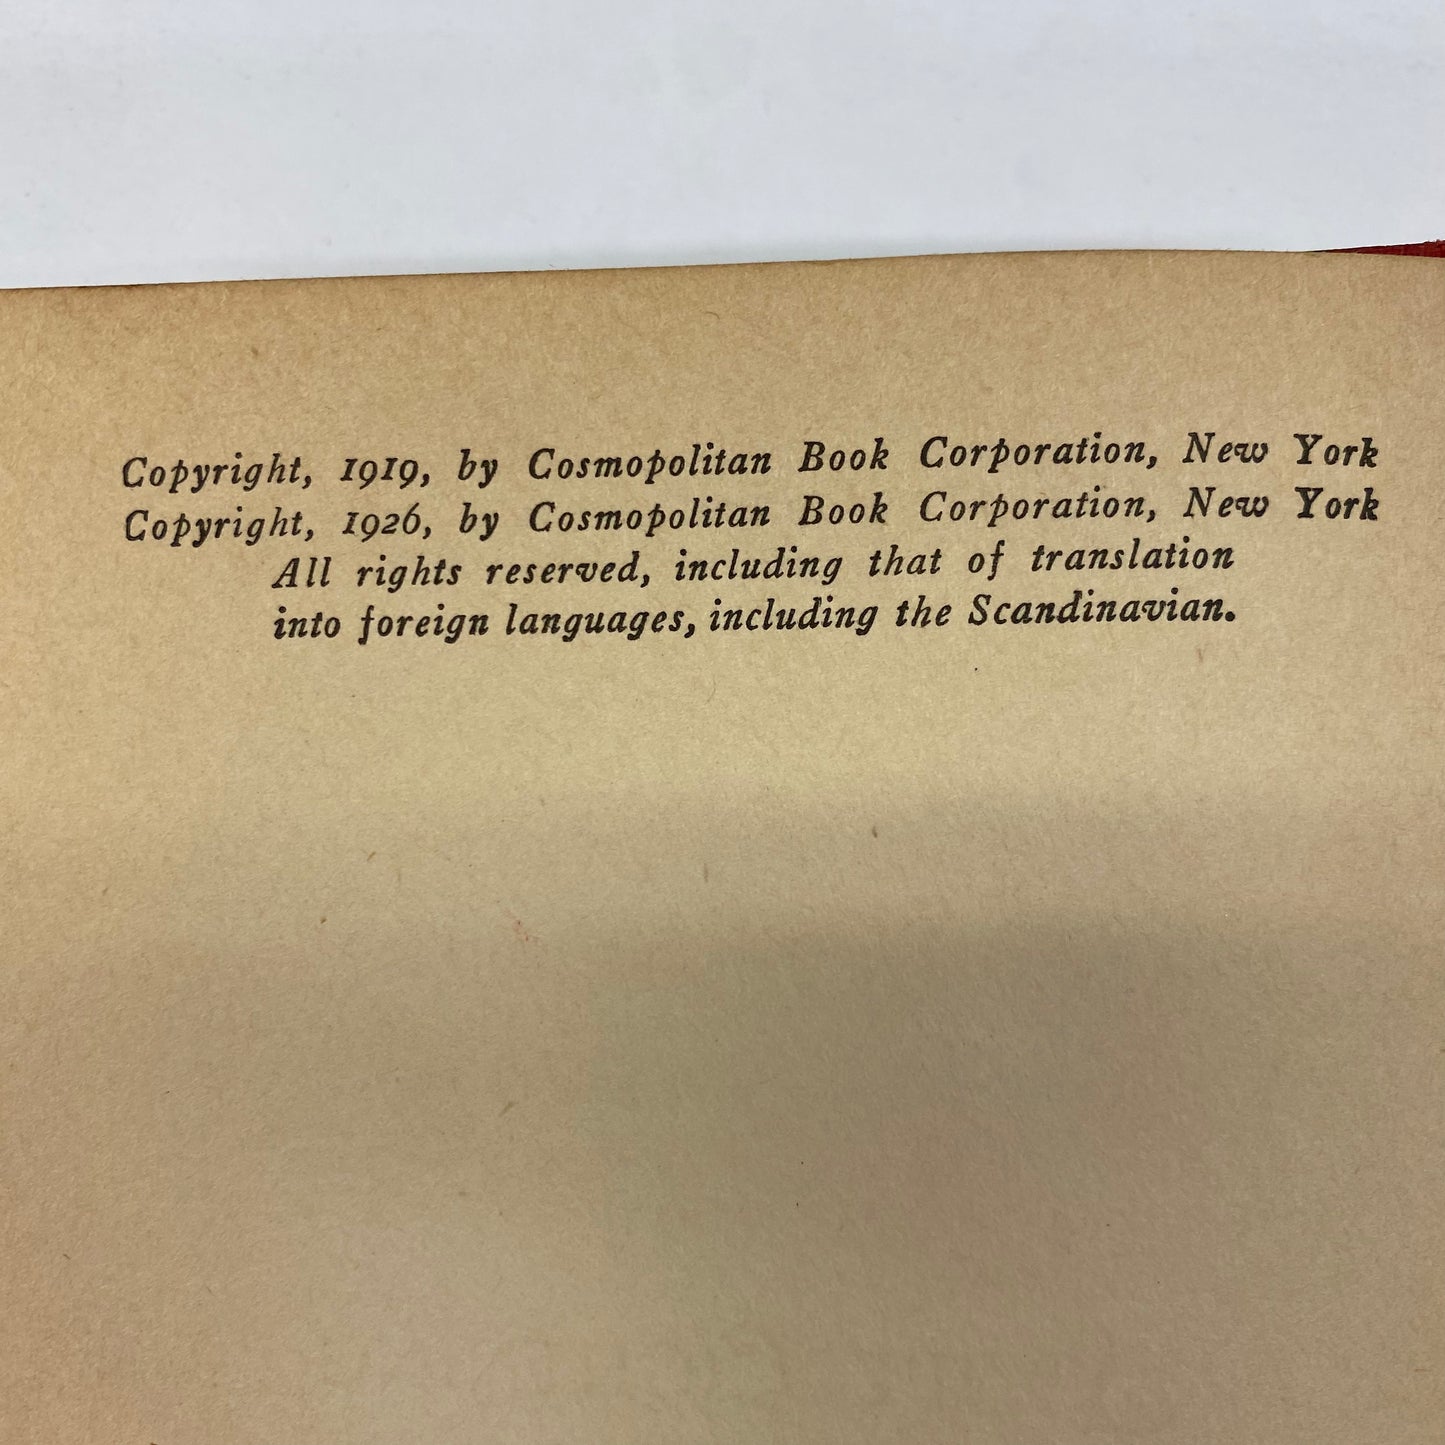 Copyright, 1919, by Cosmopolitan Book Corporation, New York
Copyright, 1926, by Cosmopolitan Book Corporation, New York
All rights reserved, including that of translation
into foreign languages, including the Scandinavian.